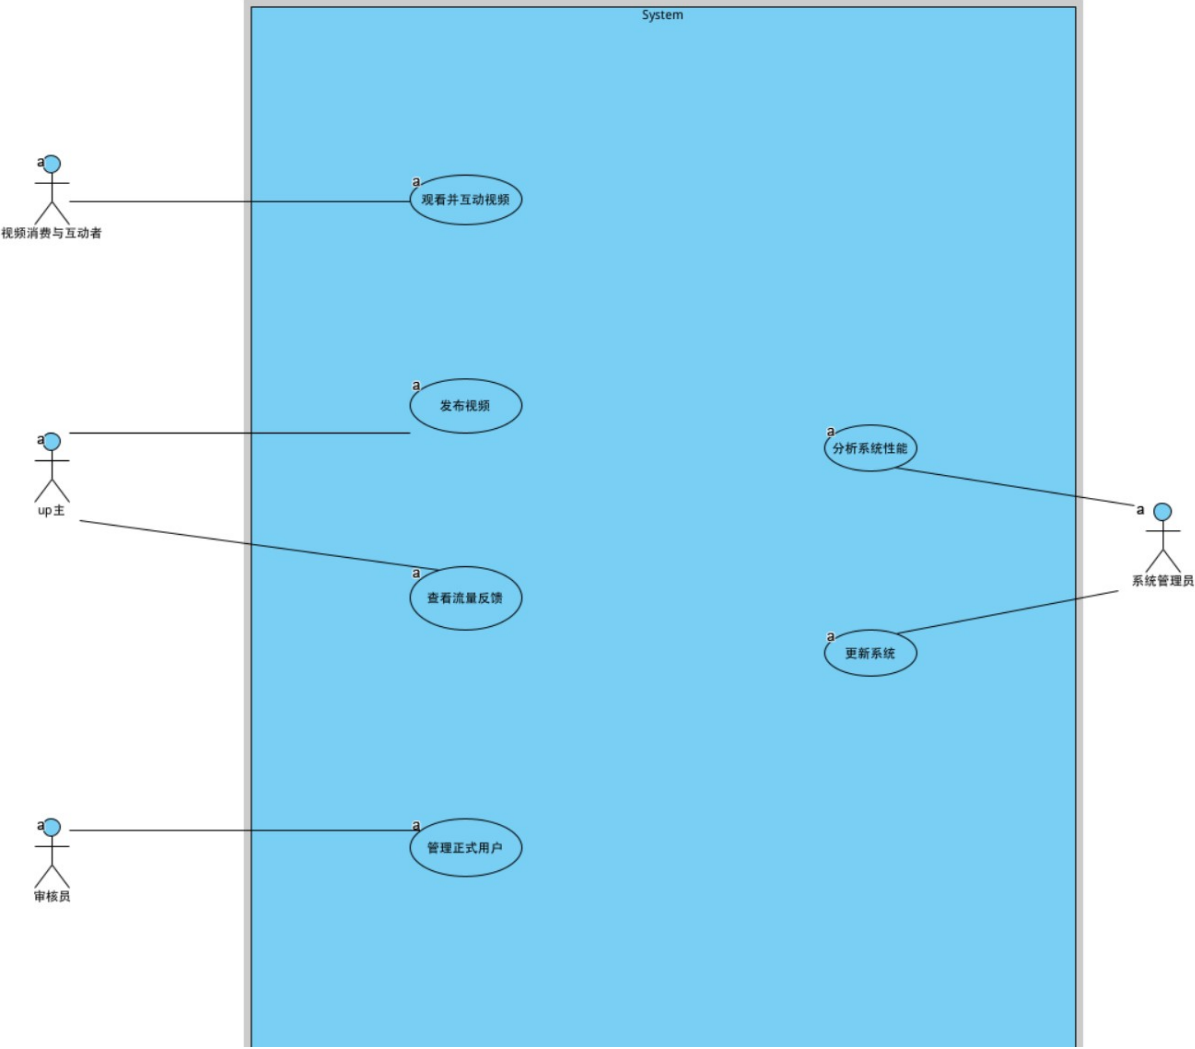 System
a
视频消费与互动者
a
观看并互动视频
a
发布视频
a
up主
a
分析系统性能
a
系统管理员
a
查看流量反馈
a
更新系统
a
审核员
a
管理正式用户